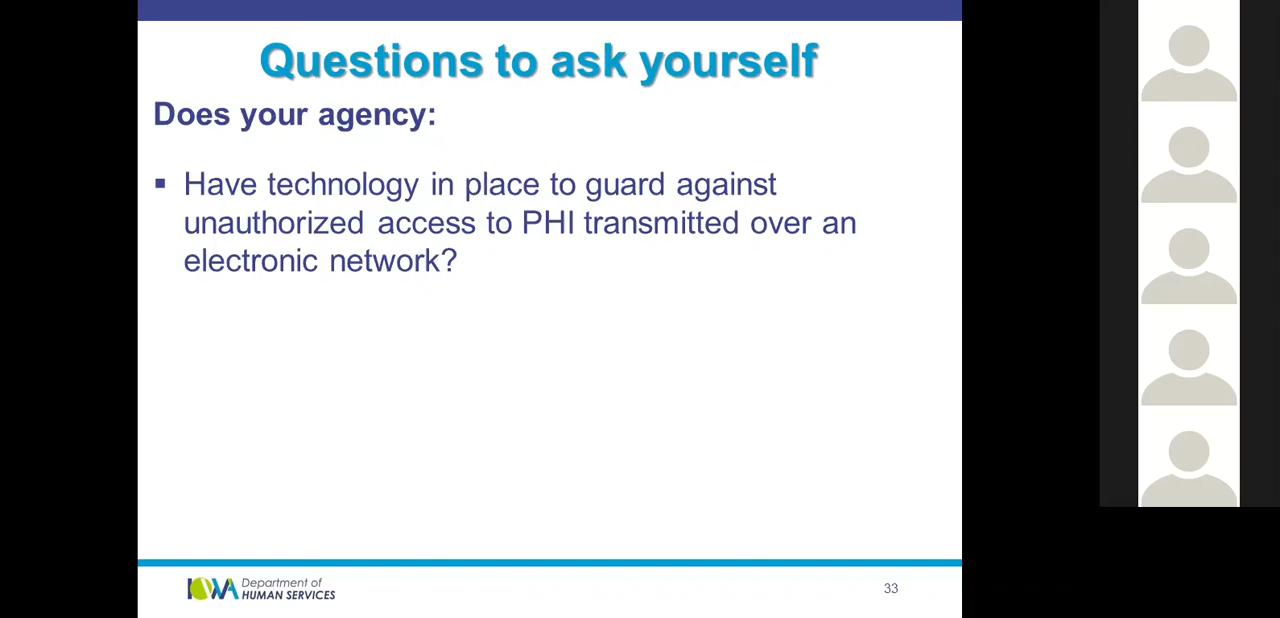 Questions to ask yourself
Does your agency:
▪ Have technology in place to guard against
unauthorized access to PHI transmitted over an
electronic network?
IOWA Department of
HUMAN SERVICES
33